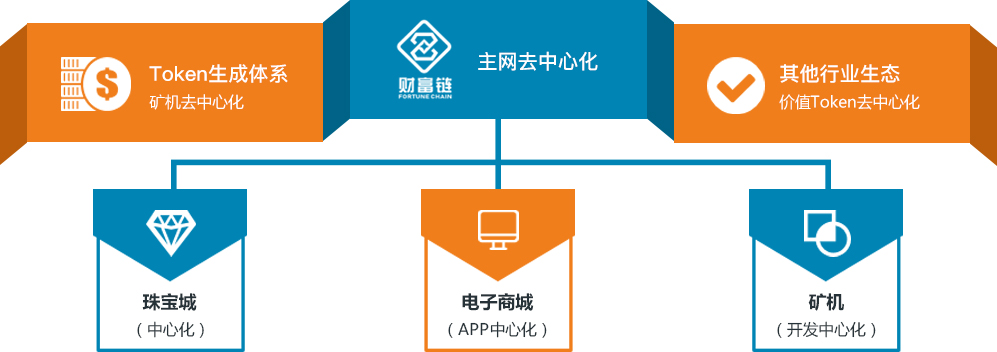 Token生成体系
矿机去中心化
财富链
FORTUNE CHAIN
主网去中心化
其他行业生态
价值Token去中心化
珠宝城
（中心化）
电子商城
（APP中心化）
矿机
（开发中心化）